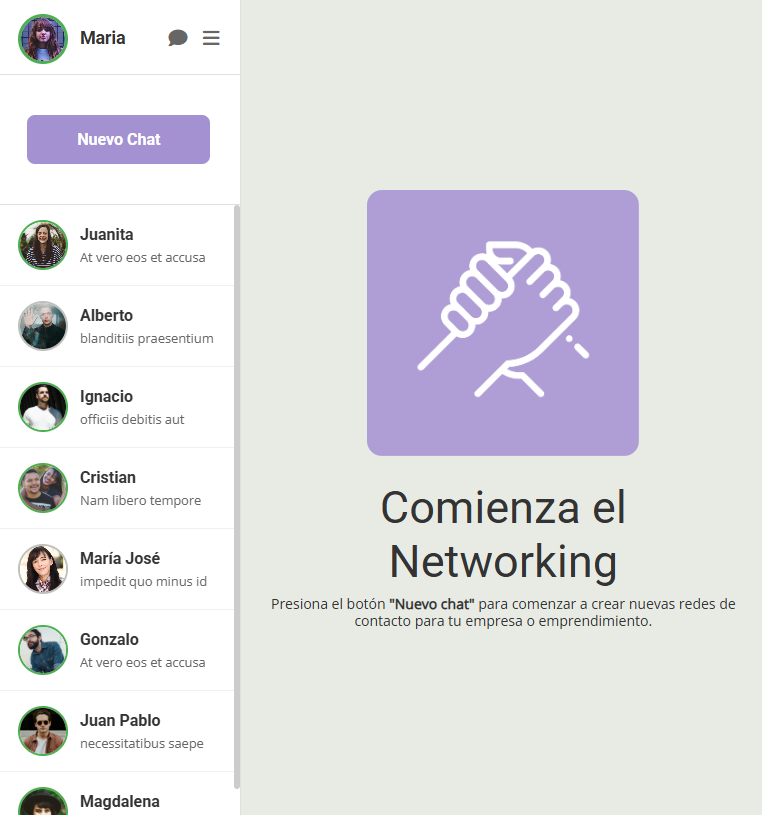 Maria
Nuevo Chat
Juanita
At vero eos et accusa
Alberto
blanditiis praesentium
Ignacio
officiis debitis aut
Cristian
Nam libero tempore
María José
impedit quo minus id
Gonzalo
At vero eos et accusa
Juan Pablo
necessitatibus saepe
Magdalena
Comienza el
Networking
Presiona el botón "Nuevo chat" para comenzar a crear nuevas redes de
contacto para tu empresa o emprendimiento.